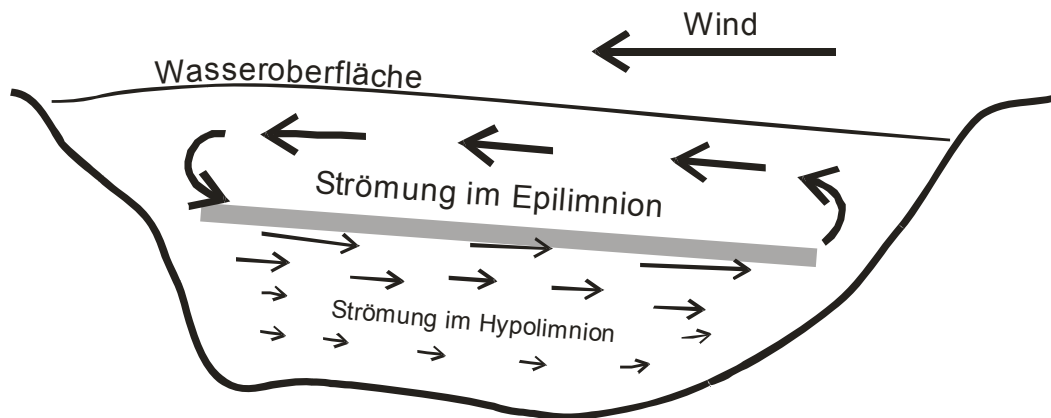 Wind
Wasseroberfläche
Strömung im Epilimnion
Strömung im Hypolimnion